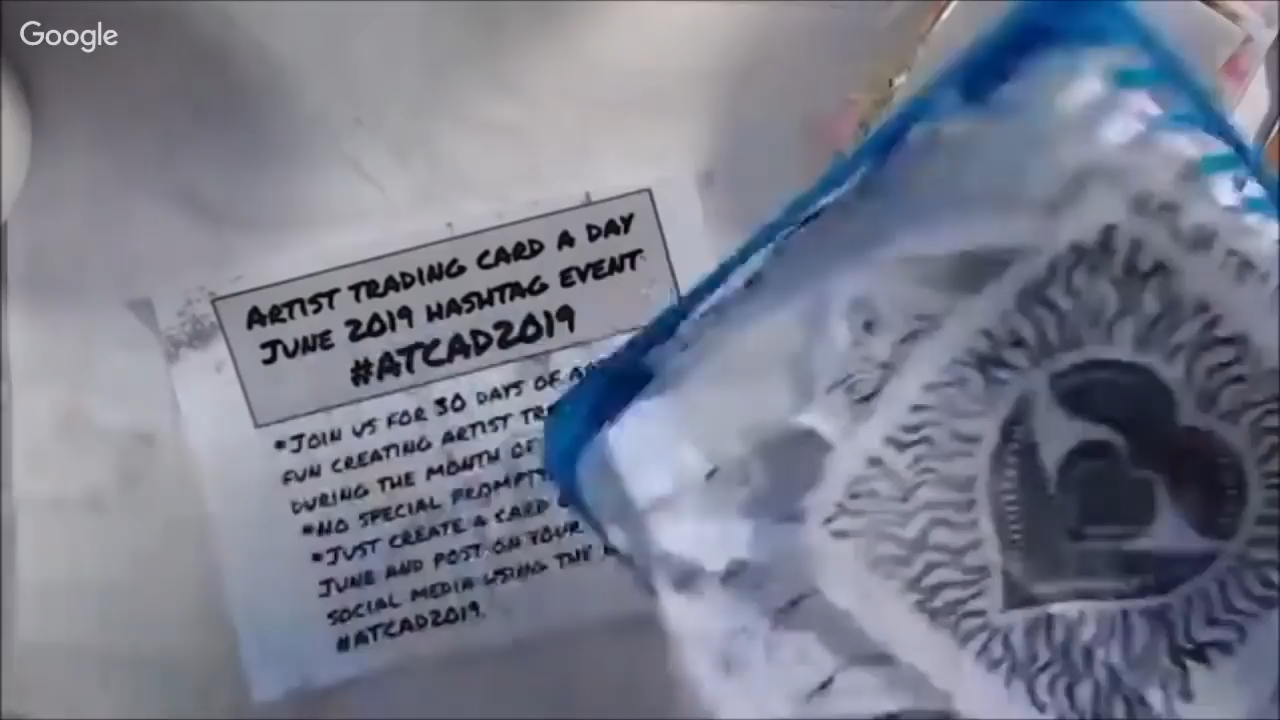 Google
ARTIST TRADING CARD A DAY
JUNE 2019 HASHTAG EVENT
#ATCAD2019
*JOIN US FOR 30 DAYS OF
FUN CREATING ARTIST
DURING THE MONTH OF
*NO SPECIAL PROMPT
*JUST CREATE A CARD
JUNE AND POST ON YOUR
SOCIAL MEDIA USING THE
#ATCAD2019.